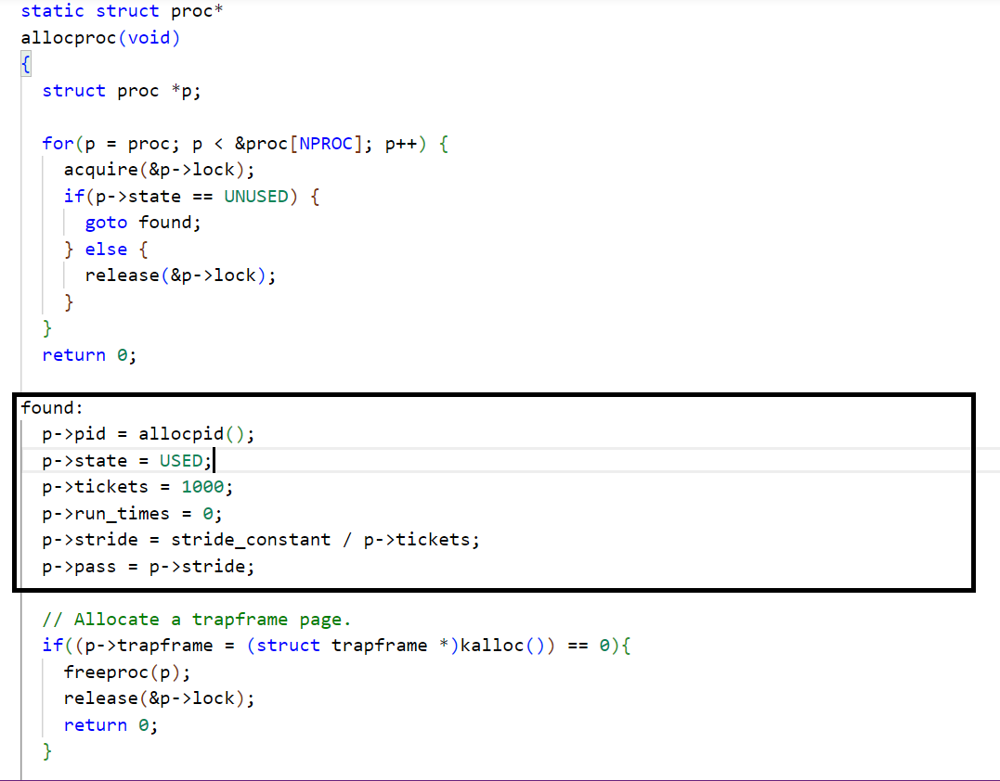 static struct proc*
allocproc(void)
{
  struct proc *p;

  for(p = proc; p < &proc[NPROC]; p++) {
    acquire(&p->lock);
    if(p->state == UNUSED) {
      goto found;
    } else {
      release(&p->lock);
    }
  }
  return 0;

found:
  p->pid = allocpid();
  p->state = USED;
  p->tickets = 1000;
  p->run_times = 0;
  p->stride = stride_constant / p->tickets;
  p->pass = p->stride;

  // Allocate a trapframe page.
  if((p->trapframe = (struct trapframe *)kalloc()) == 0){
    freeproc(p);
    release(&p->lock);
    return 0;
  }